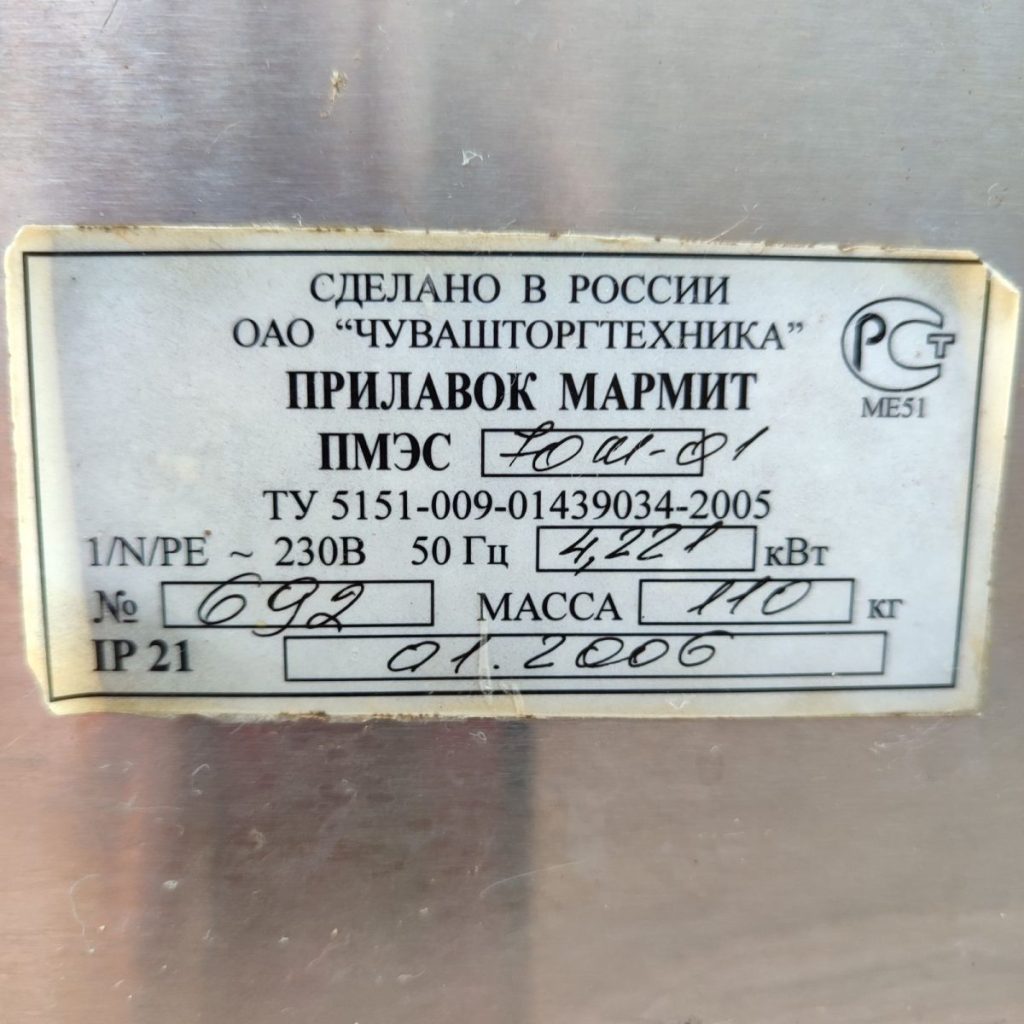 СДЕЛАНО В РОССИИ
ОАО "ЧУВАШТОРГТЕХНИКА"
РСТ
ПРИЛАВОК МАРМИТ
МЕ51
ПМЭС 70М-01
ТУ 5151-009-01439034-2005
1/N/PE ~ 230В 50 Гц 4,221 кВт
№ 692 МАССА 110 кг
IP 21 01.2006